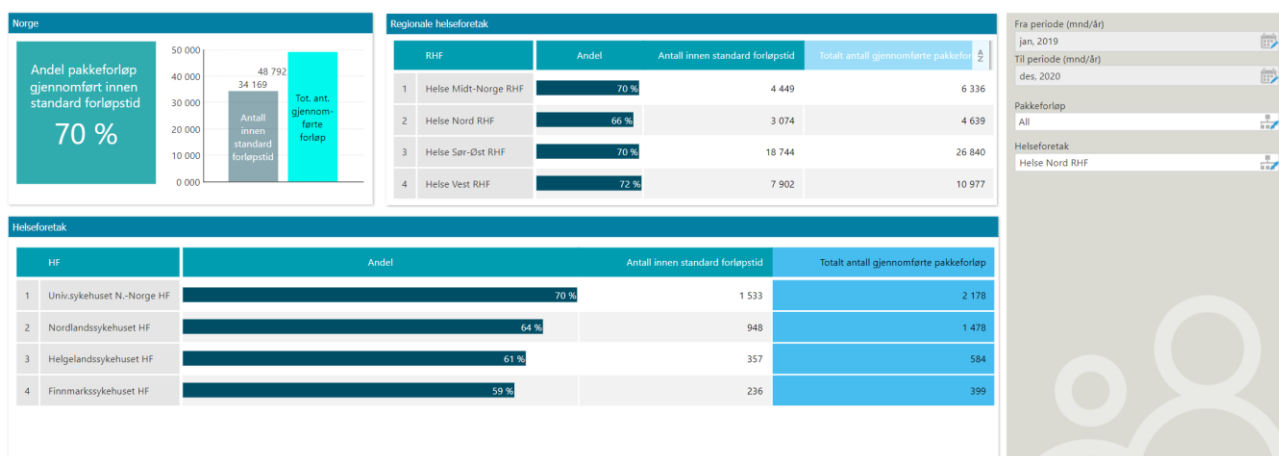 Norge
Andel pakkeforløp
gjennomført innen
standard forløpstid
70 %
50 000
40 000
30 000
20 000
10 000
0 000
48 792
34 169
Antall
innen
standard
forløpstid
Tot. ant.
gjennom-
førte
forløp
Regionale helseforetak
RHF Andel Antall innen standard forløpstid Totalt antall gjennomførte pakkefor
1 Helse Midt-Norge RHF 70 % 4 449 6 336
2 Helse Nord RHF 66 % 3 074 4 639
3 Helse Sør-Øst RHF 70 % 18 744 26 840
4 Helse Vest RHF 72 % 7 902 10 977
Fra periode (mnd/år)
jan, 2019
Til periode (mnd/år)
des, 2020
Pakkeforløp
All
Helseforetak
Helse Nord RHF
Helseforetak
HF Andel Antall innen standard forløpstid Totalt antall gjennomførte pakkeforløp
1 Univ.sykehuset N.-Norge HF 70 % 1 533 2 178
2 Nordlandssykehuset HF 64 % 948 1 478
3 Helgelandssykehuset HF 61 % 357 584
4 Finnmarkssykehuset HF 59 % 236 399